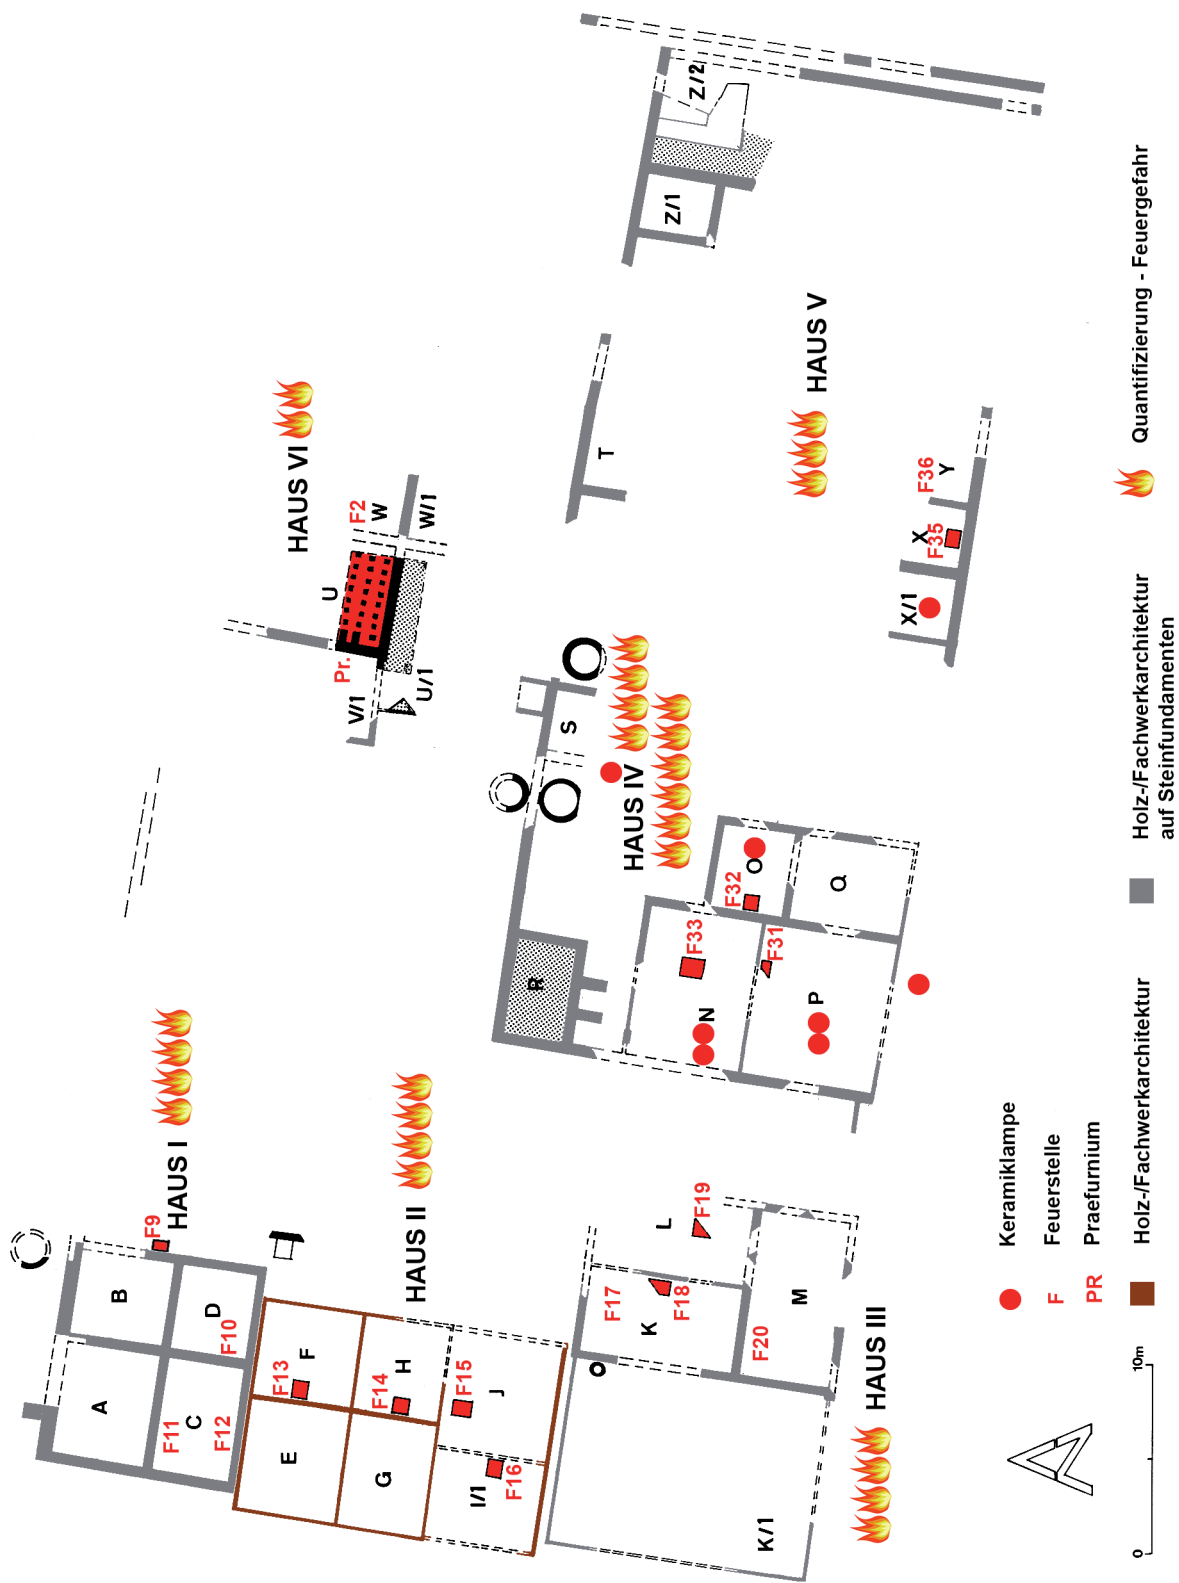 HAUS I
A
B
C
D
F9
F10
F11
F12
HAUS II
E
F
G
H
I/1
J
F13
F14
F15
F16
HAUS III
K
K/1
L
M
F17
F18
F19
F20
HAUS IV
N
O
P
Q
R
S
F31
F32
F33
HAUS V
T
X/1
X
Y
Z/1
Z/2
F35
F36
HAUS VI
U
U/1
V/1
W
W/1
Pr.
F2
Keramiklampe
F Feuerstelle
PR Praefurnium
Holz-/Fachwerkarchitektur
Holz-/Fachwerkarchitektur
auf Steinfundamenten
Quantifizierung - Feuergefahr
0 10m